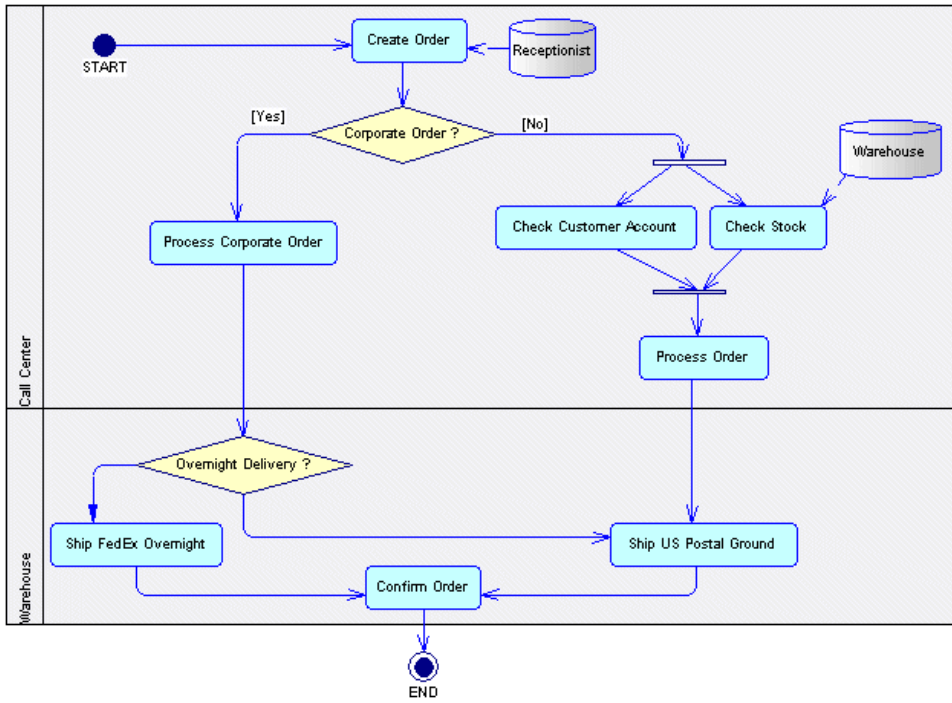 Create Order
Receptionist
START
[Yes]
[No]
Corporate Order ?
Warehouse
Process Corporate Order
Check Customer Account
Check Stock
Process Order
Call Center
Overnight Delivery ?
Ship FedEx Overnight
Ship US Postal Ground
Confirm Order
Warehouse
END